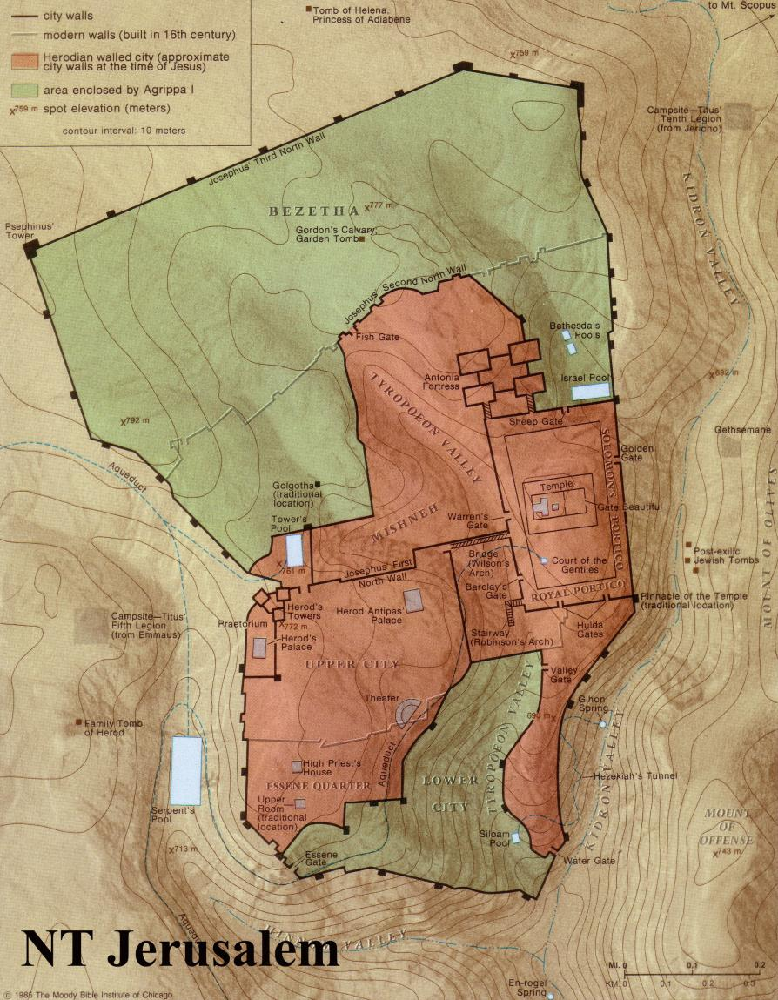 city walls
modern walls (built in 16th century)
Herodian walled city (approximate
city walls at the time of Jesus)
area enclosed by Agrippa I
x759 m spot elevation (meters)
contour interval: 10 meters
Tomb of Helena,
Princess of Adiabene
to Mt. Scopus
x759 m
Campsite—Titus'
Tenth Legion
(from Jericho)
Josephus' Third North Wall
KIDRON VALLEY
BEZETHA
x777 m
Psephinus'
Tower
Gordon's Calvary;
Garden Tomb
Josephus' Second North Wall
Fish Gate
Bethesda's
Pools
Antonia
Fortress
Israel Pool
x692 m
TYROPOEON VALLEY
x792 m
Sheep Gate
Gethsemane
SOLOMON'S PORTICO
Golden
Gate
Aqueduct
Golgotha
(traditional
location)
Temple
Gate Beautiful
MISHNEH
Warren's
Gate
Tower's
Pool
MOUNT OF OLIVES
x761 m
Josephus' First
North Wall
Bridge
(Wilson's
Arch)
Court of the
Gentiles
Post-exilic
Jewish Tombs
Barclay's
Gate
ROYAL PORTICO
Pinnacle of the Temple
(traditional location)
Herod's
Towers
Herod Antipas'
Palace
Campsite—Titus'
Fifth Legion
(from Emmaus)
Praetorium
x772 m
Hulda
Gates
Herod's
Palace
Stairway
(Robinson's Arch)
UPPER CITY
Valley
Gate
Theater
Gihon
Spring
TYROPOEON VALLEY
690 m x
Family Tomb
of Herod
Aqueduct
High Priest's
House
Hezekiah's Tunnel
KIDRON VALLEY
ESSENE QUARTER
LOWER
CITY
Upper
Room
(traditional
location)
Serpent's
Pool
MOUNT
OF
OFFENSE
x743 m
Siloam
Pool
x713 m
Essene
Gate
Water Gate
HINNOM VALLEY
NT Jerusalem
MI. 0 0.1 0.2
KM. 0 0.1 0.2 0.3
En-rogel
Spring
© 1985 The Moody Bible Institute of Chicago